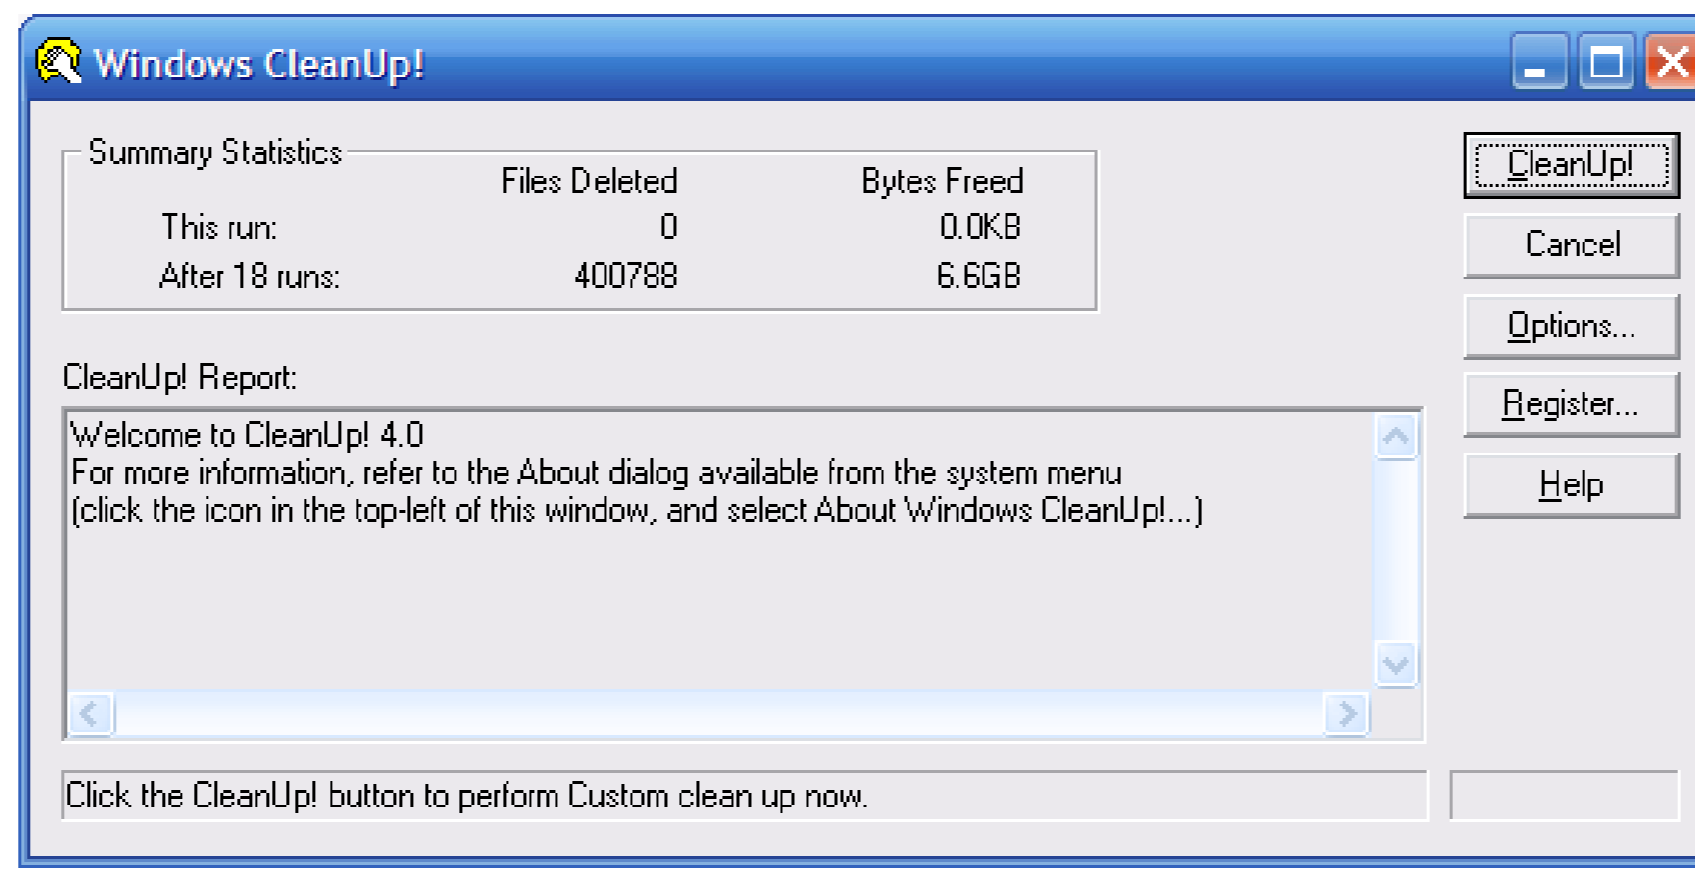 Windows CleanUp!
Summary Statistics
Files Deleted Bytes Freed
This run: 0 0.0KB
After 18 runs: 400788 6.6GB
CleanUp!
Cancel
Options...
Register...
Help
CleanUp! Report:
Welcome to CleanUp! 4.0
For more information, refer to the About dialog available from the system menu
(click the icon in the top-left of this window, and select About Windows CleanUp!...)
Click the CleanUp! button to perform Custom clean up now.